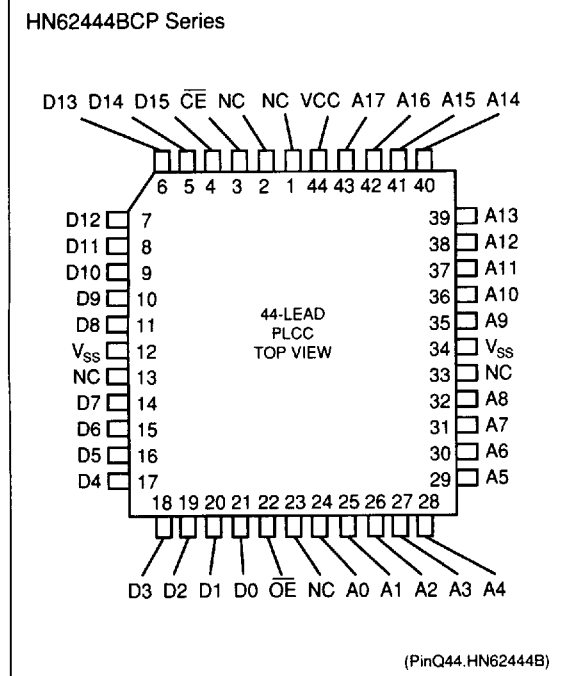 HN62444BCP Series
D13 D14 D15 C̅E̅ NC NC VCC A17 A16 A15 A14
6 5 4 3 2 1 44 43 42 41 40
D12 7 39 A13
D11 8 38 A12
D10 9 37 A11
D9 10 36 A10
D8 11 35 A9
VSS 12 34 VSS
NC 13 33 NC
D7 14 32 A8
D6 15 31 A7
D5 16 30 A6
D4 17 29 A5
44-LEAD
PLCC
TOP VIEW
18 19 20 21 22 23 24 25 26 27 28
D3 D2 D1 D0 O̅E̅ NC A0 A1 A2 A3 A4
(PinQ44.HN62444B)